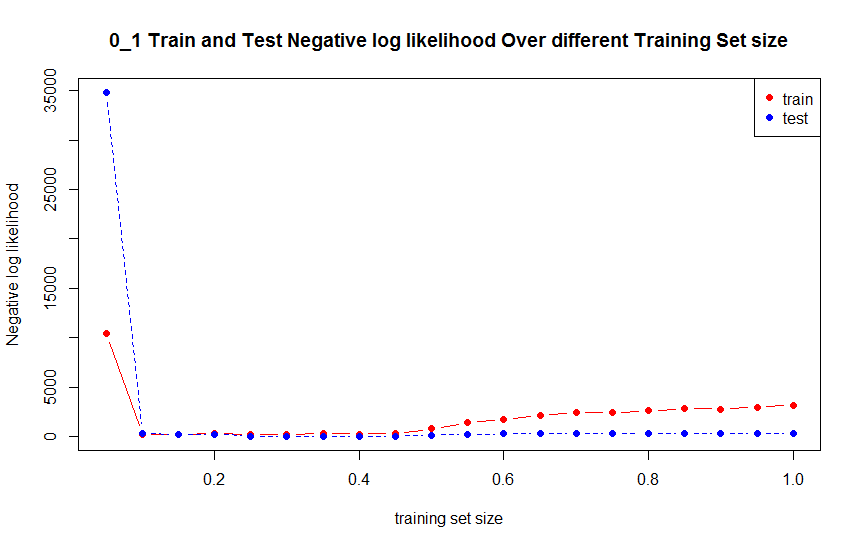 0_1 Train and Test Negative log likelihood Over different Training Set size
train
test
Negative log likelihood
35000
25000
15000
5000
0
0.2 0.4 0.6 0.8 1.0
training set size